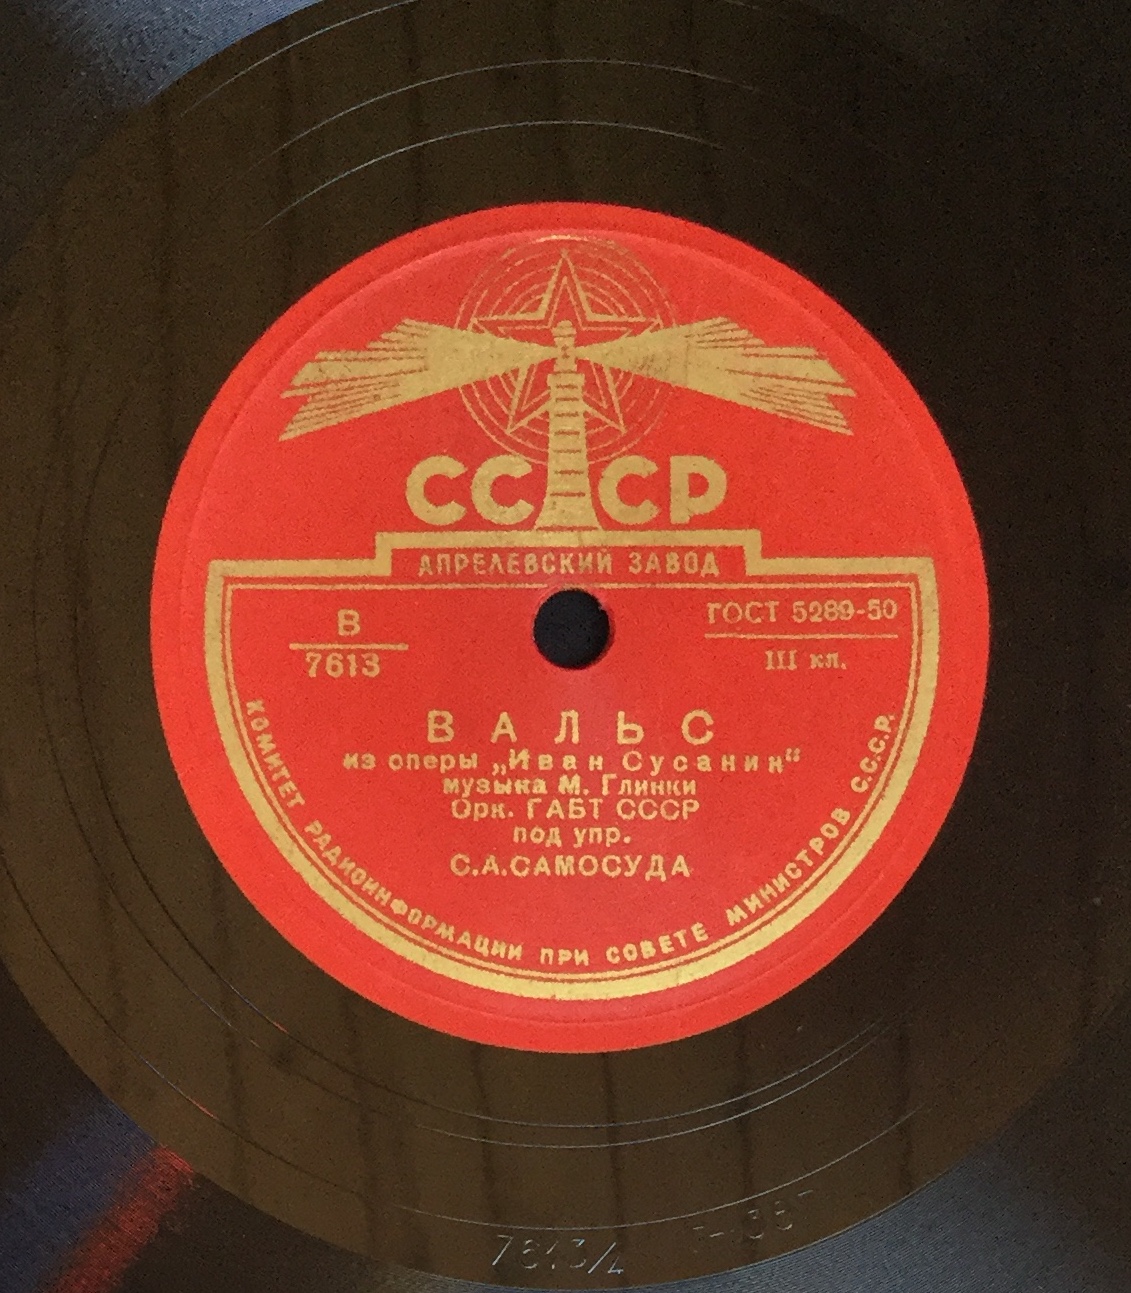 СССР
АПРЕЛЕВСКИЙ ЗАВОД
В
7613
ГОСТ 5289-50
III кл.
ВАЛЬС
из оперы „Иван Сусанин“
музыка М. Глинки
Орк. ГАБТ СССР
под упр.
С.А.САМОСУДА
КОМИТЕТ РАДИОИНФОРМАЦИИ ПРИ СОВЕТЕ МИНИСТРОВ С.С.С.Р.